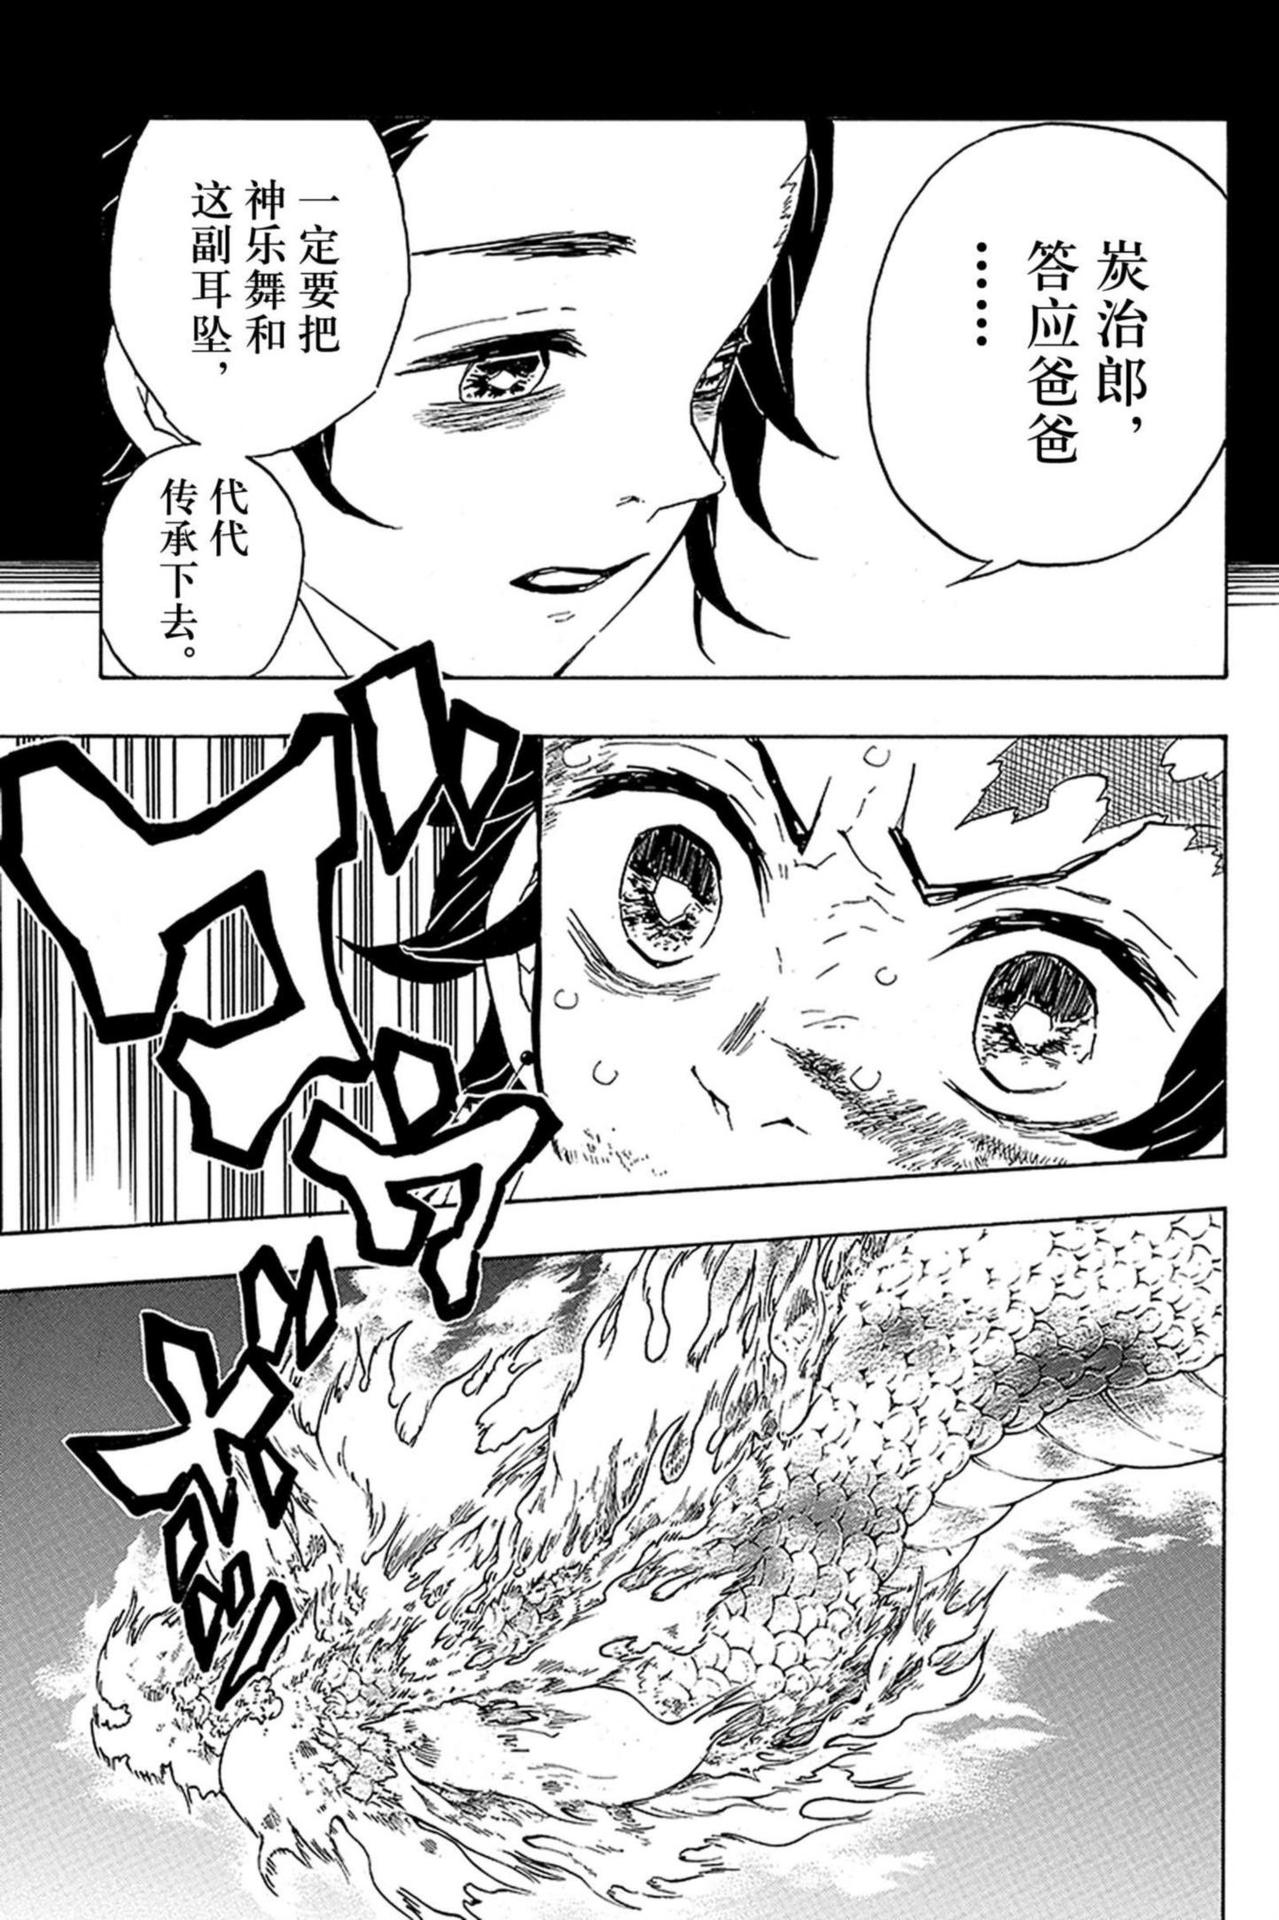 炭治郎，
答应爸爸
……
一定要把
神乐舞和
这副耳坠，
代代
传承下去。